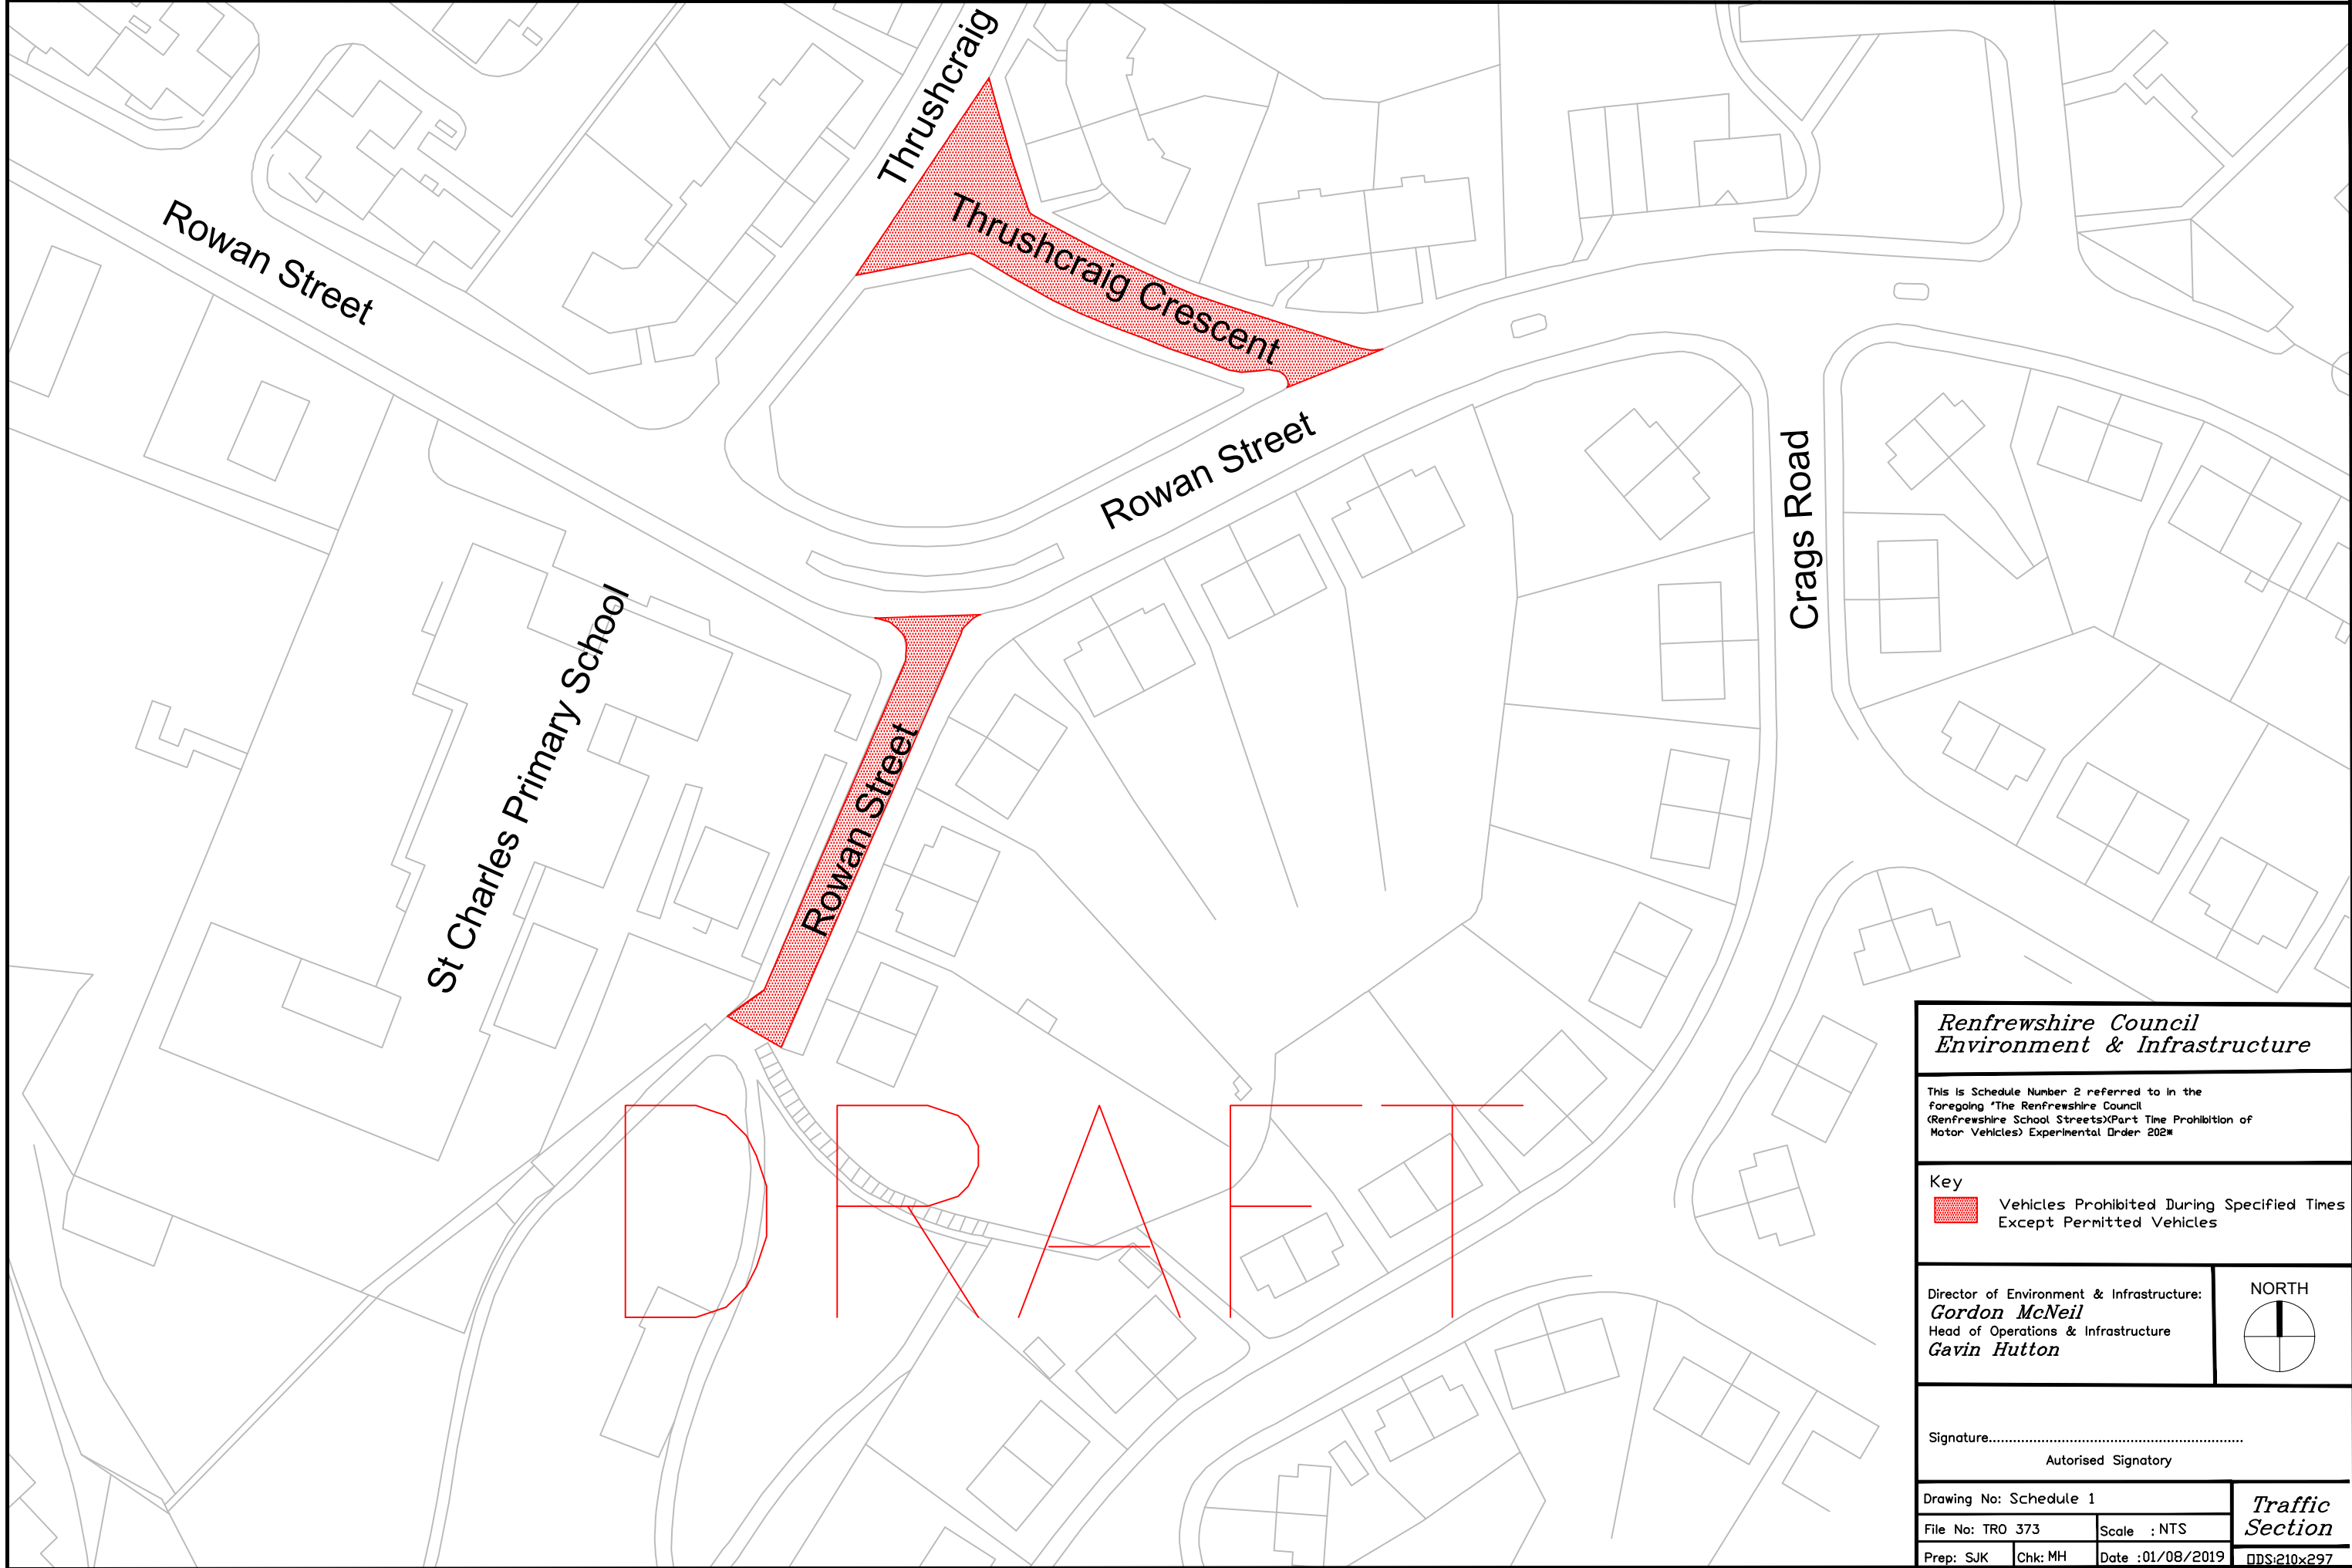 Thrushcraig
Rowan Street
Thrushcraig Crescent
Rowan Street
Crags Road
St Charles Primary School
Rowan Street
DRAFT
Renfrewshire Council
Environment & Infrastructure
This is Schedule Number 2 referred to in the
foregoing "The Renfrewshire Council
(Renfrewshire School Streets)(Part Time Prohibition of
Motor Vehicles) Experimental Order 202*
Key
Vehicles Prohibited During Specified Times
Except Permitted Vehicles
Director of Environment & Infrastructure:
Gordon McNeil
Head of Operations & Infrastructure
Gavin Hutton
NORTH
Signature...............................................................
Autorised Signatory
Drawing No: Schedule 1
File No: TRO 373
Scale : NTS
Prep: SJK
Chk: MH
Date :01/08/2019
Traffic
Section
ODS:210x297